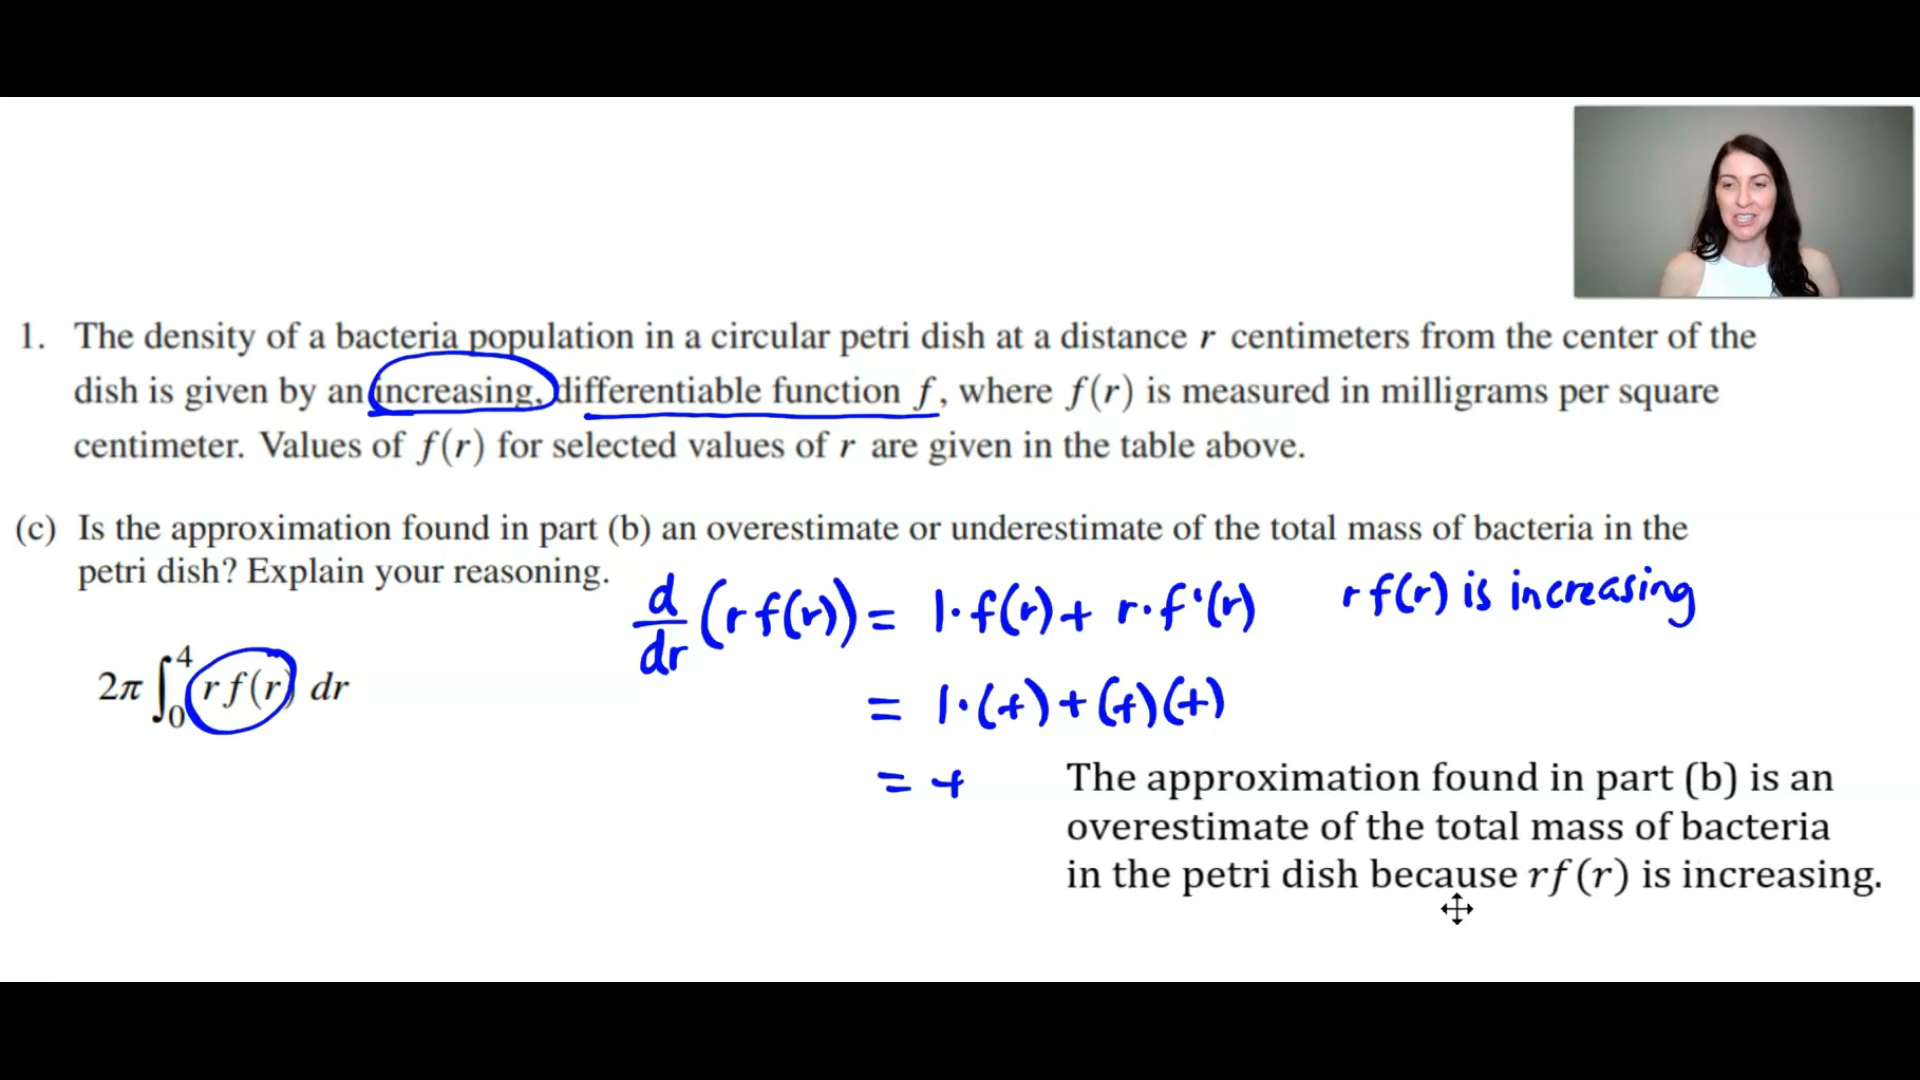 1. The density of a bacteria population in a circular petri dish at a distance r centimeters from the center of the
dish is given by an increasing, differentiable function f, where f(r) is measured in milligrams per square
centimeter. Values of f(r) for selected values of r are given in the table above.
(c) Is the approximation found in part (b) an overestimate or underestimate of the total mass of bacteria in the
petri dish? Explain your reasoning.
d/dr (r f(r)) = 1·f(r) + r·f'(r)
r f(r) is increasing
2π ∫₀⁴ r f(r) dr
= 1·(+) + (+)(+)
= +
The approximation found in part (b) is an
overestimate of the total mass of bacteria
in the petri dish because rf(r) is increasing.